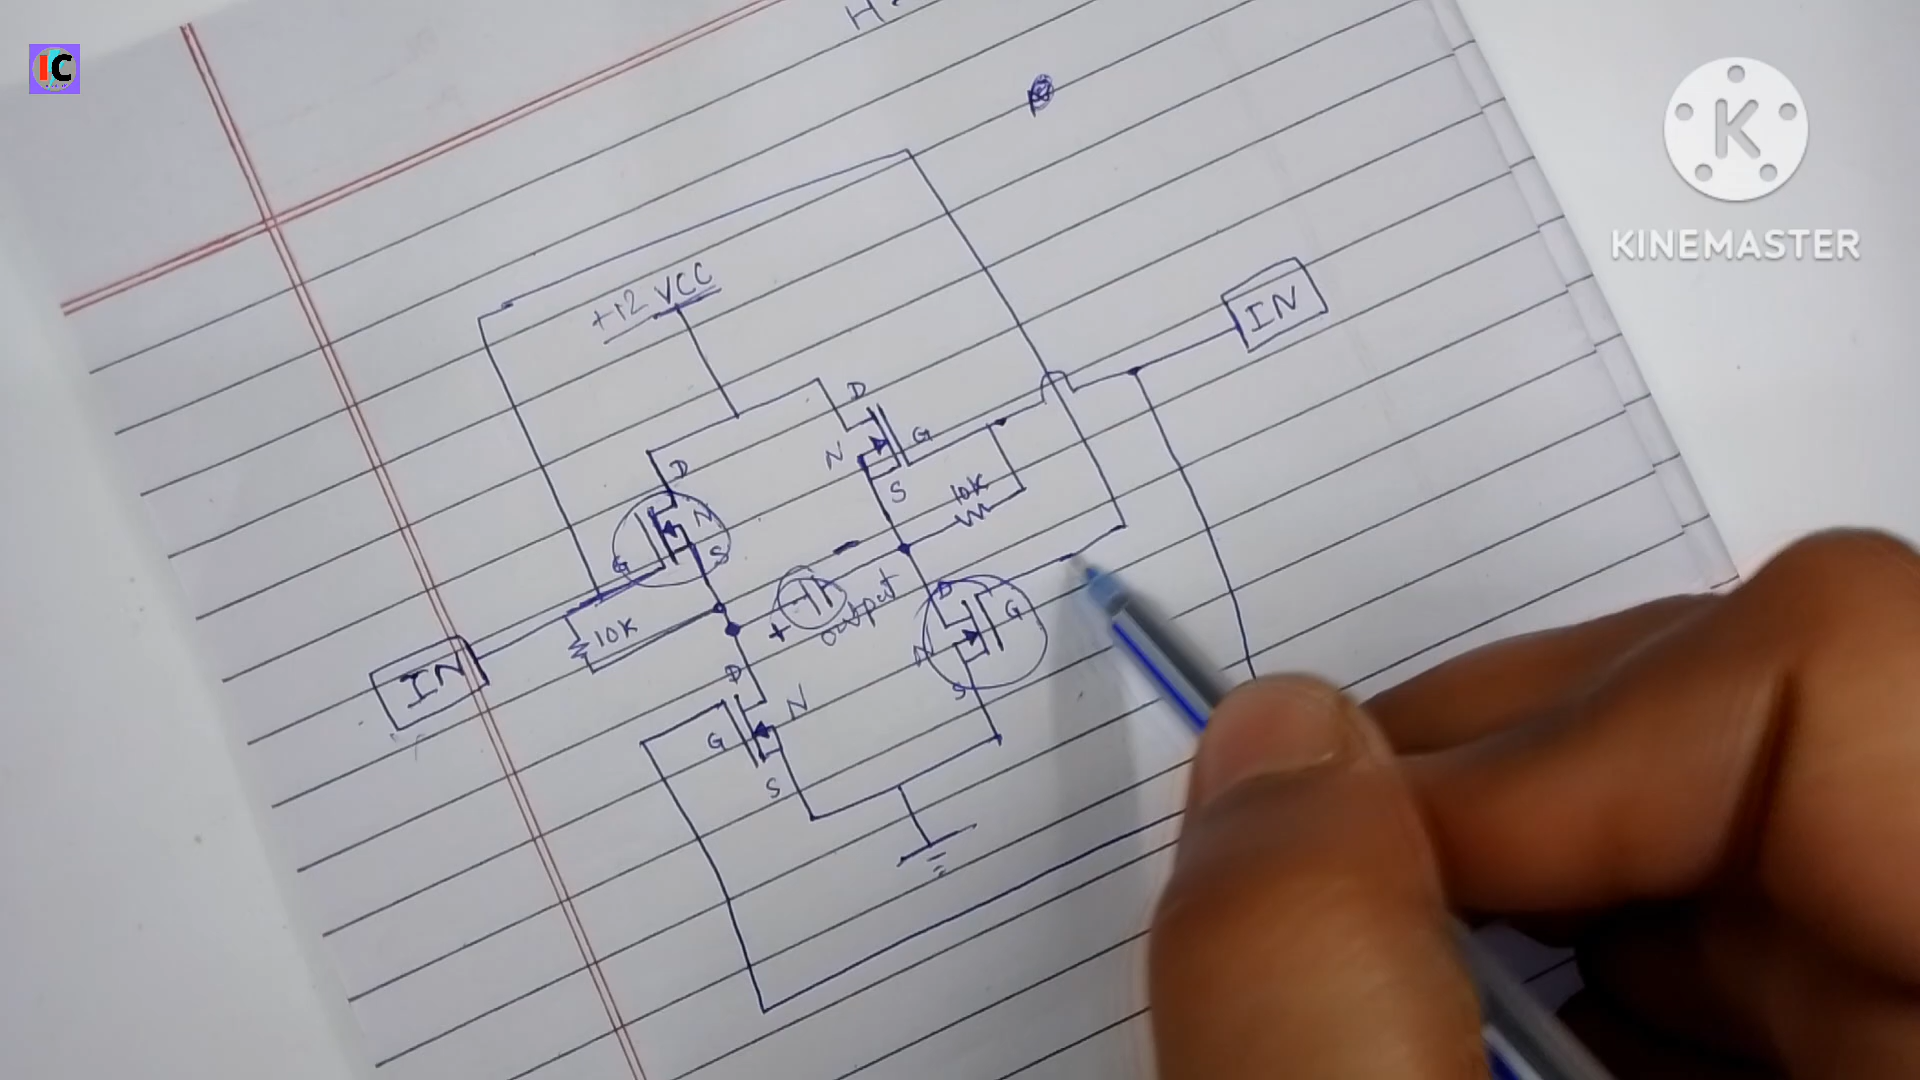 IC
H
K
KINEMASTER
+12 VCC
IN
D
G
N
S
10K
D
N
S
G
10K
IN
+
-
output
D
G
N
S
D
N
G
S